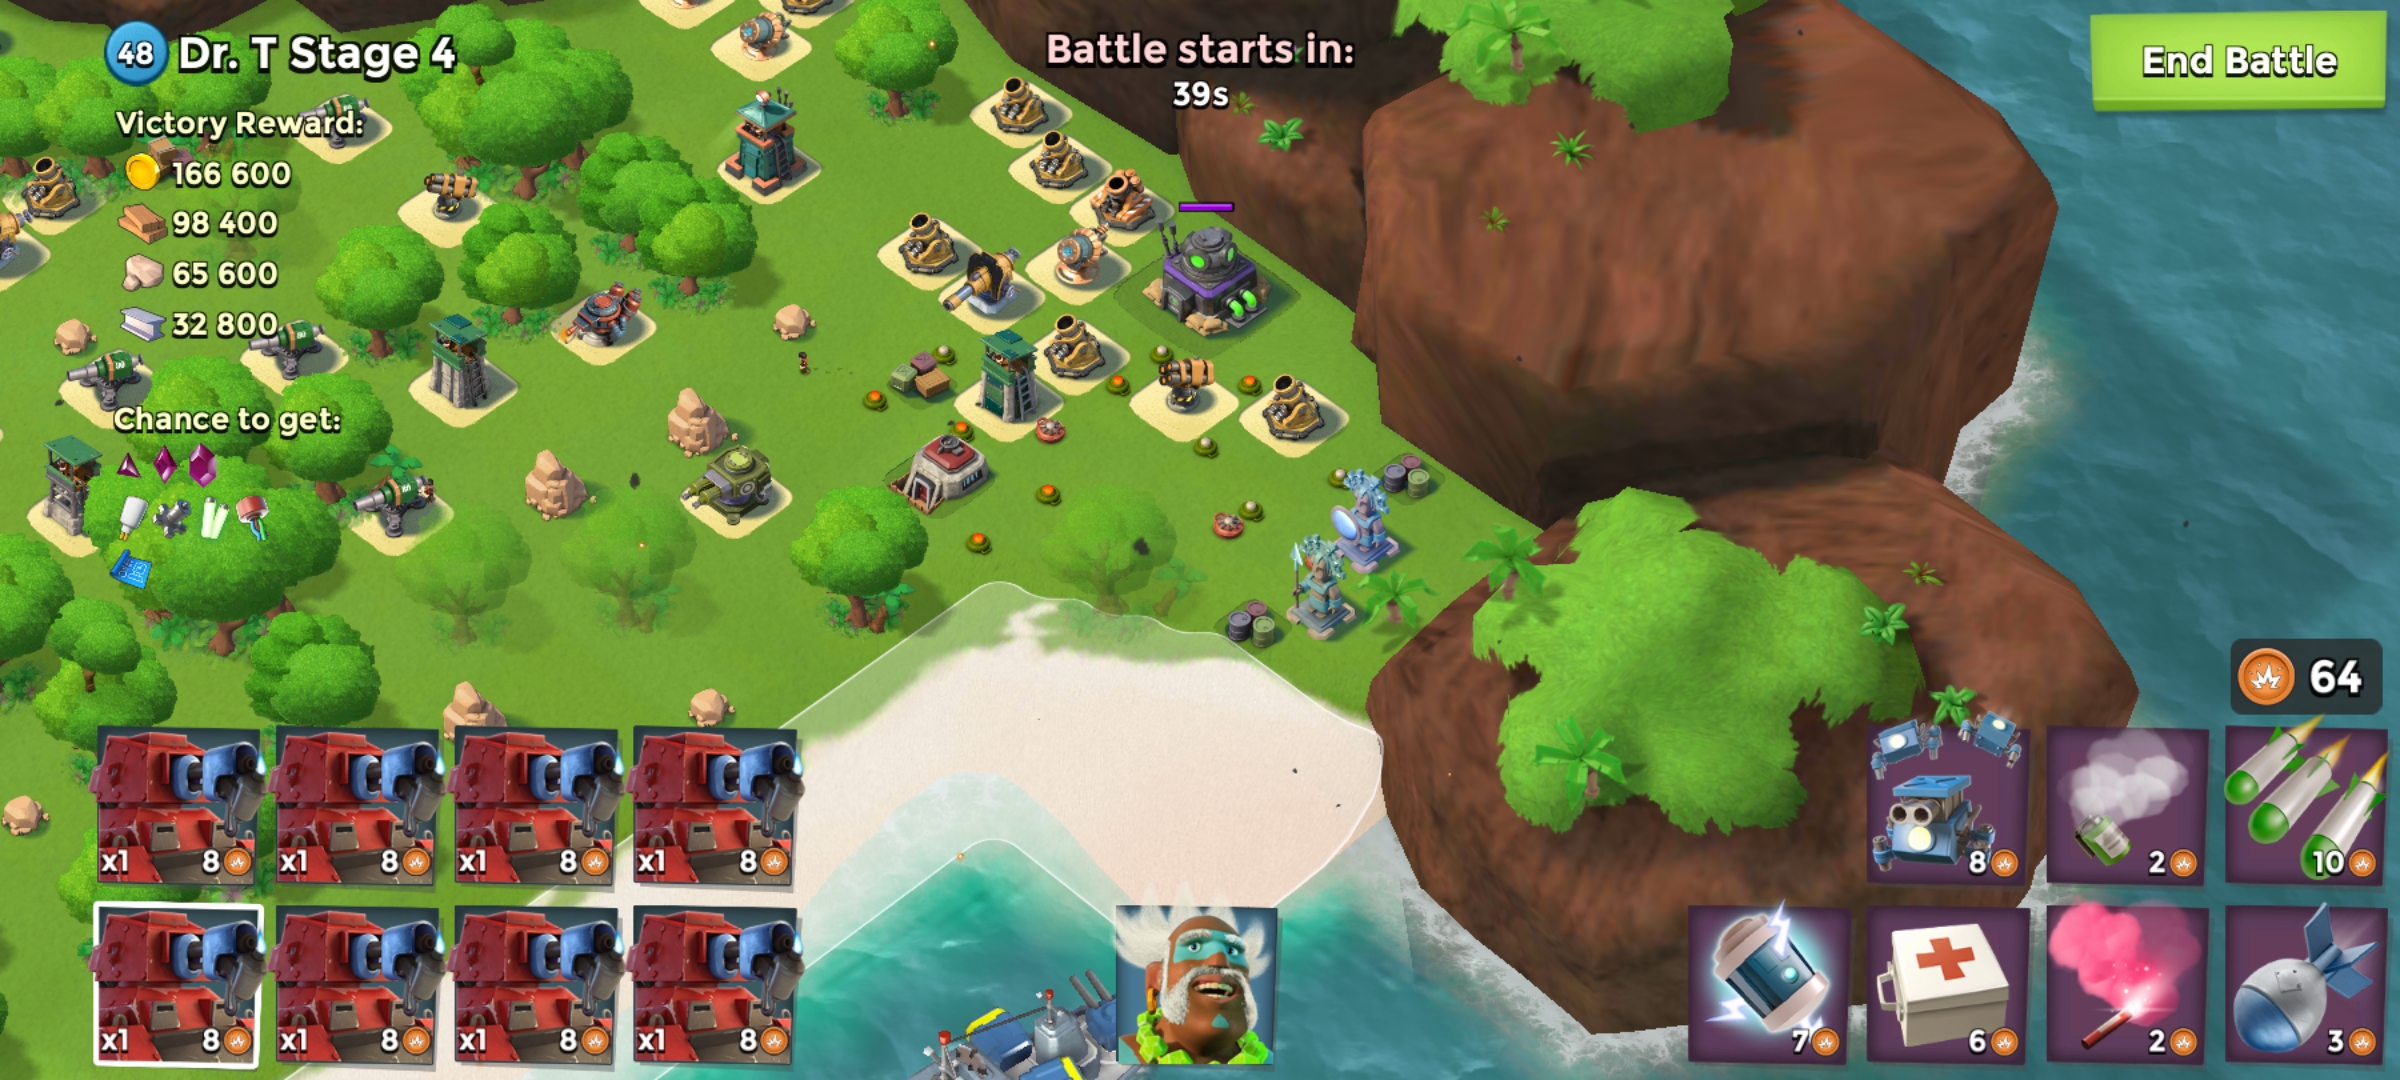 48 Dr. T Stage 4
Victory Reward:
166 600
98 400
65 600
32 800
Chance to get:
Battle starts in:
39s
End Battle
64
x1 8
x1 8
x1 8
x1 8
8
2
10
x1 8
x1 8
x1 8
x1 8
7
6
2
3